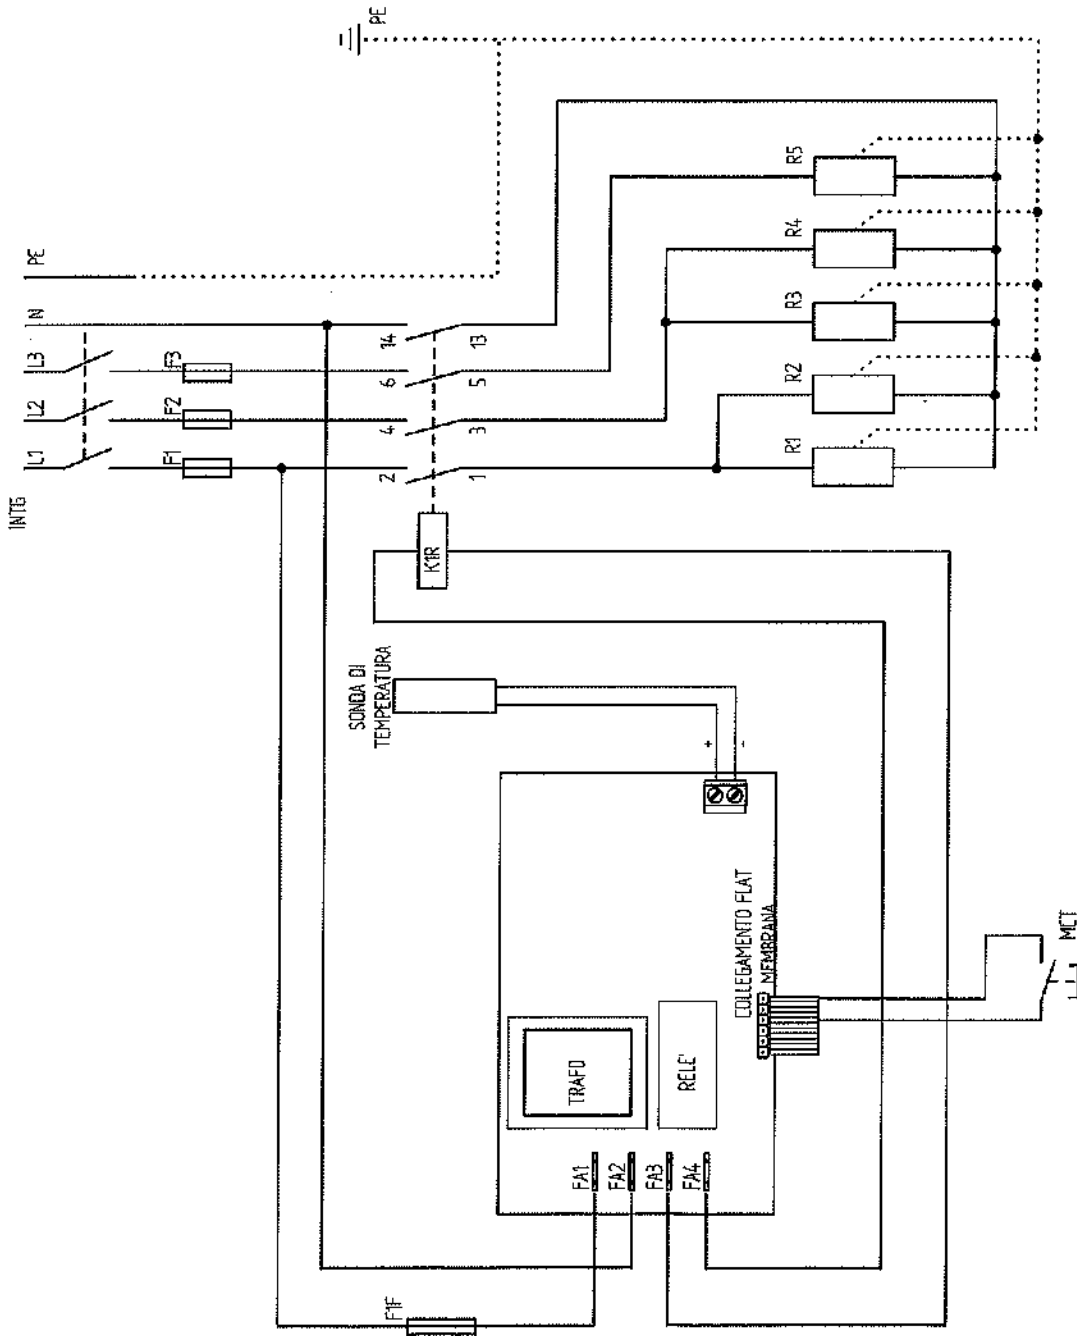 INTG
L1
L2
L3
N
PE
PE
F1
F2
F3
2
4
6
14
1
3
5
13
K1R
R1
R2
R3
R4
R5
SONDA DI
TEMPERATURA
+
-
COLLEGAMENTO FLAT
MEMBRANA
TRAFO
RELE'
FA1
FA2
FA3
FA4
F1F
MCT